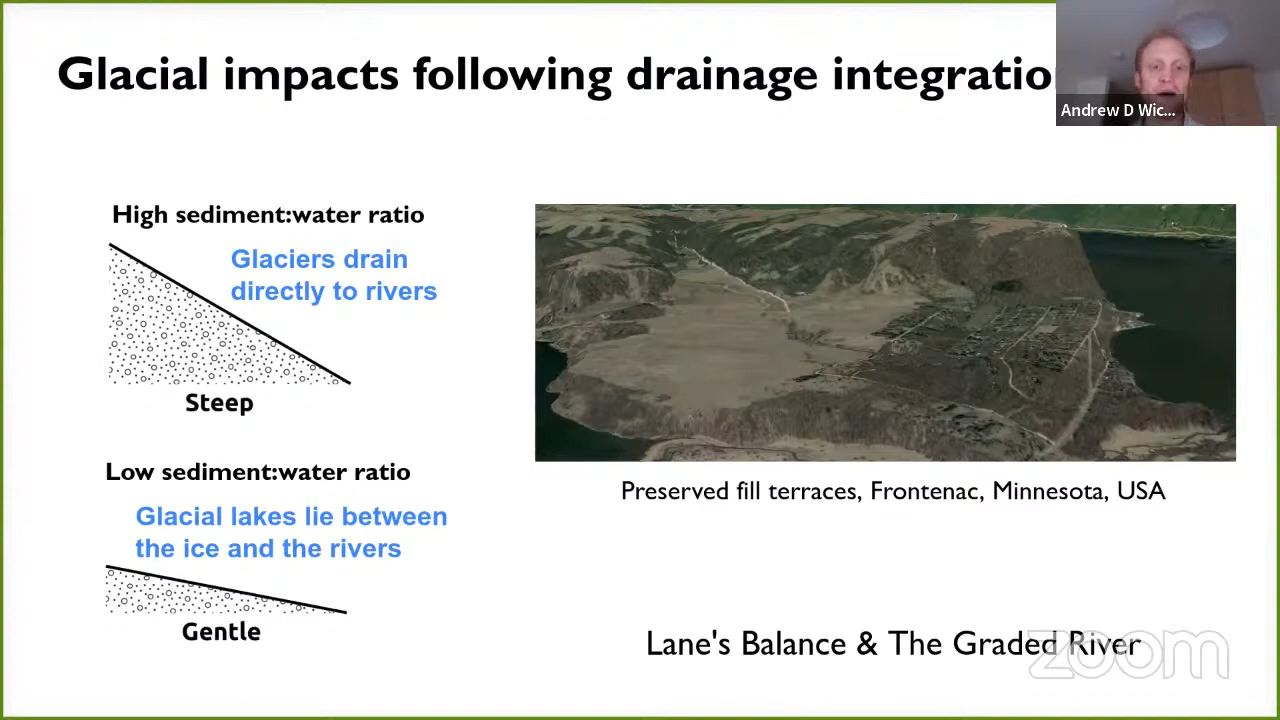 Glacial impacts following drainage integratio
Andrew D Wic...
High sediment:water ratio
Glaciers drain
directly to rivers
Steep
Low sediment:water ratio
Glacial lakes lie between
the ice and the rivers
Gentle
Preserved fill terraces, Frontenac, Minnesota, USA
Lane's Balance & The Graded River
zoom